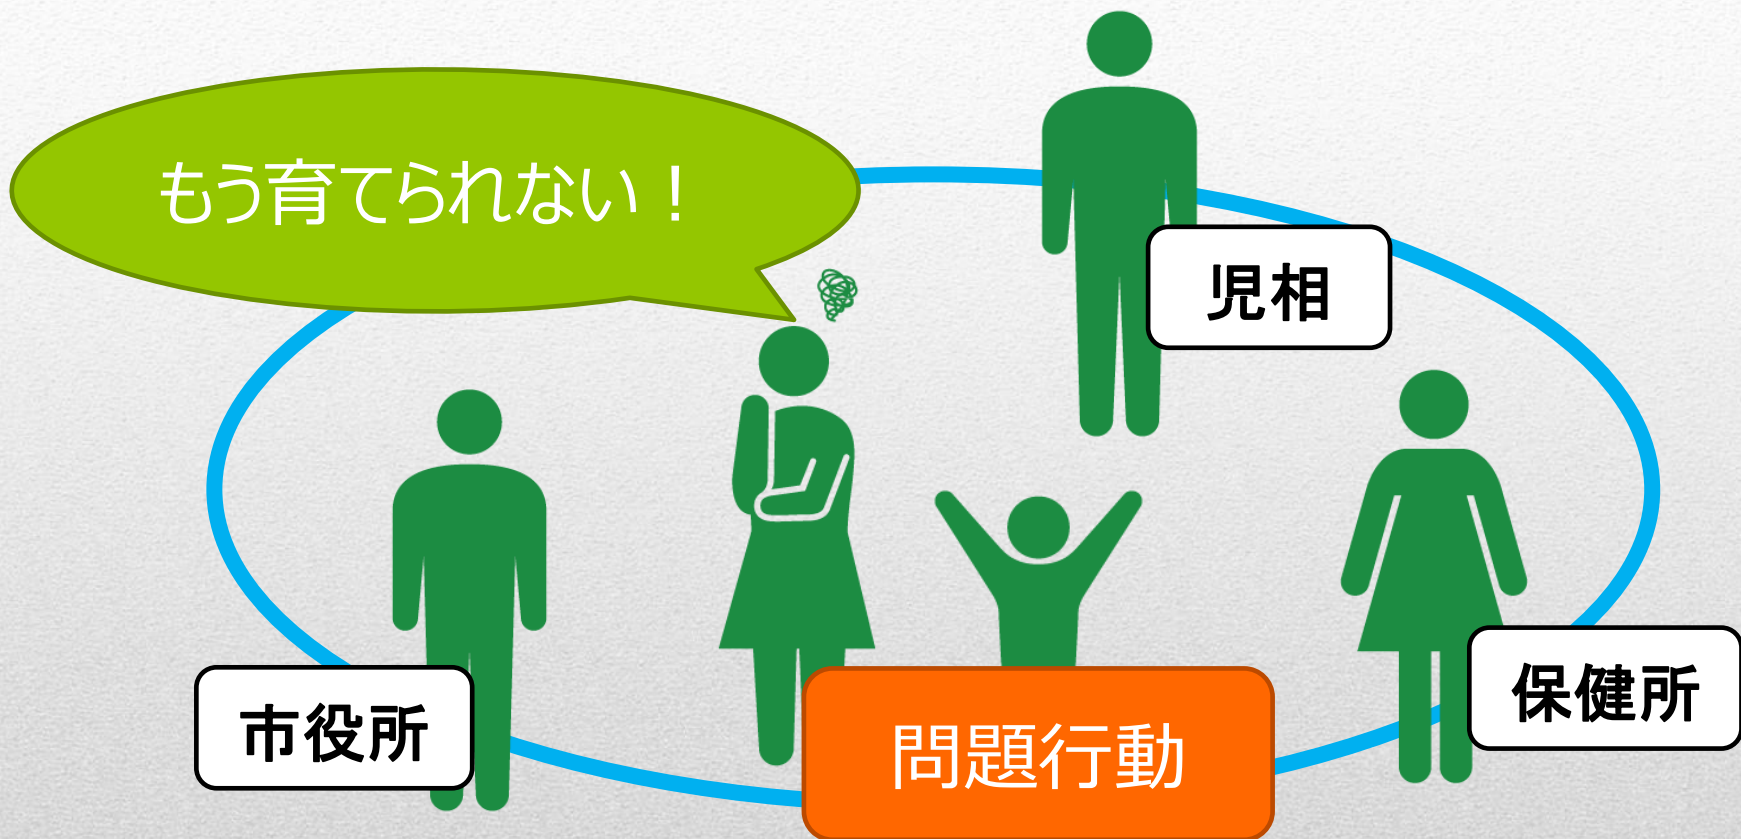 もう育てられない！
児相
保健所
市役所
問題行動